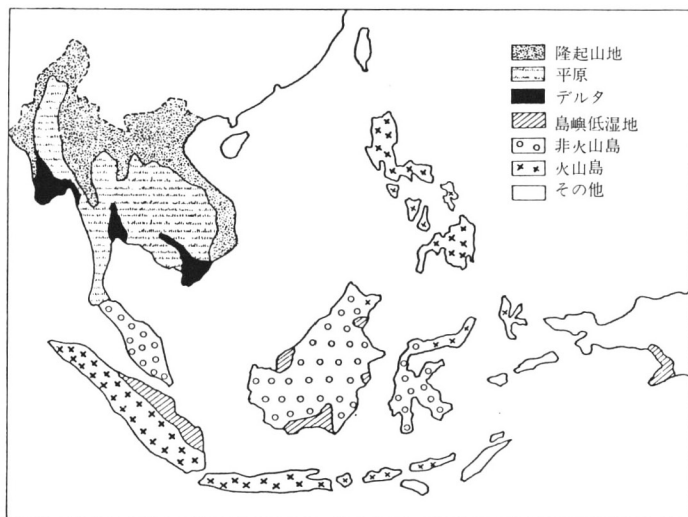 隆起山地
平原
デルタ
島嶼低湿地
非火山島
火山島
その他